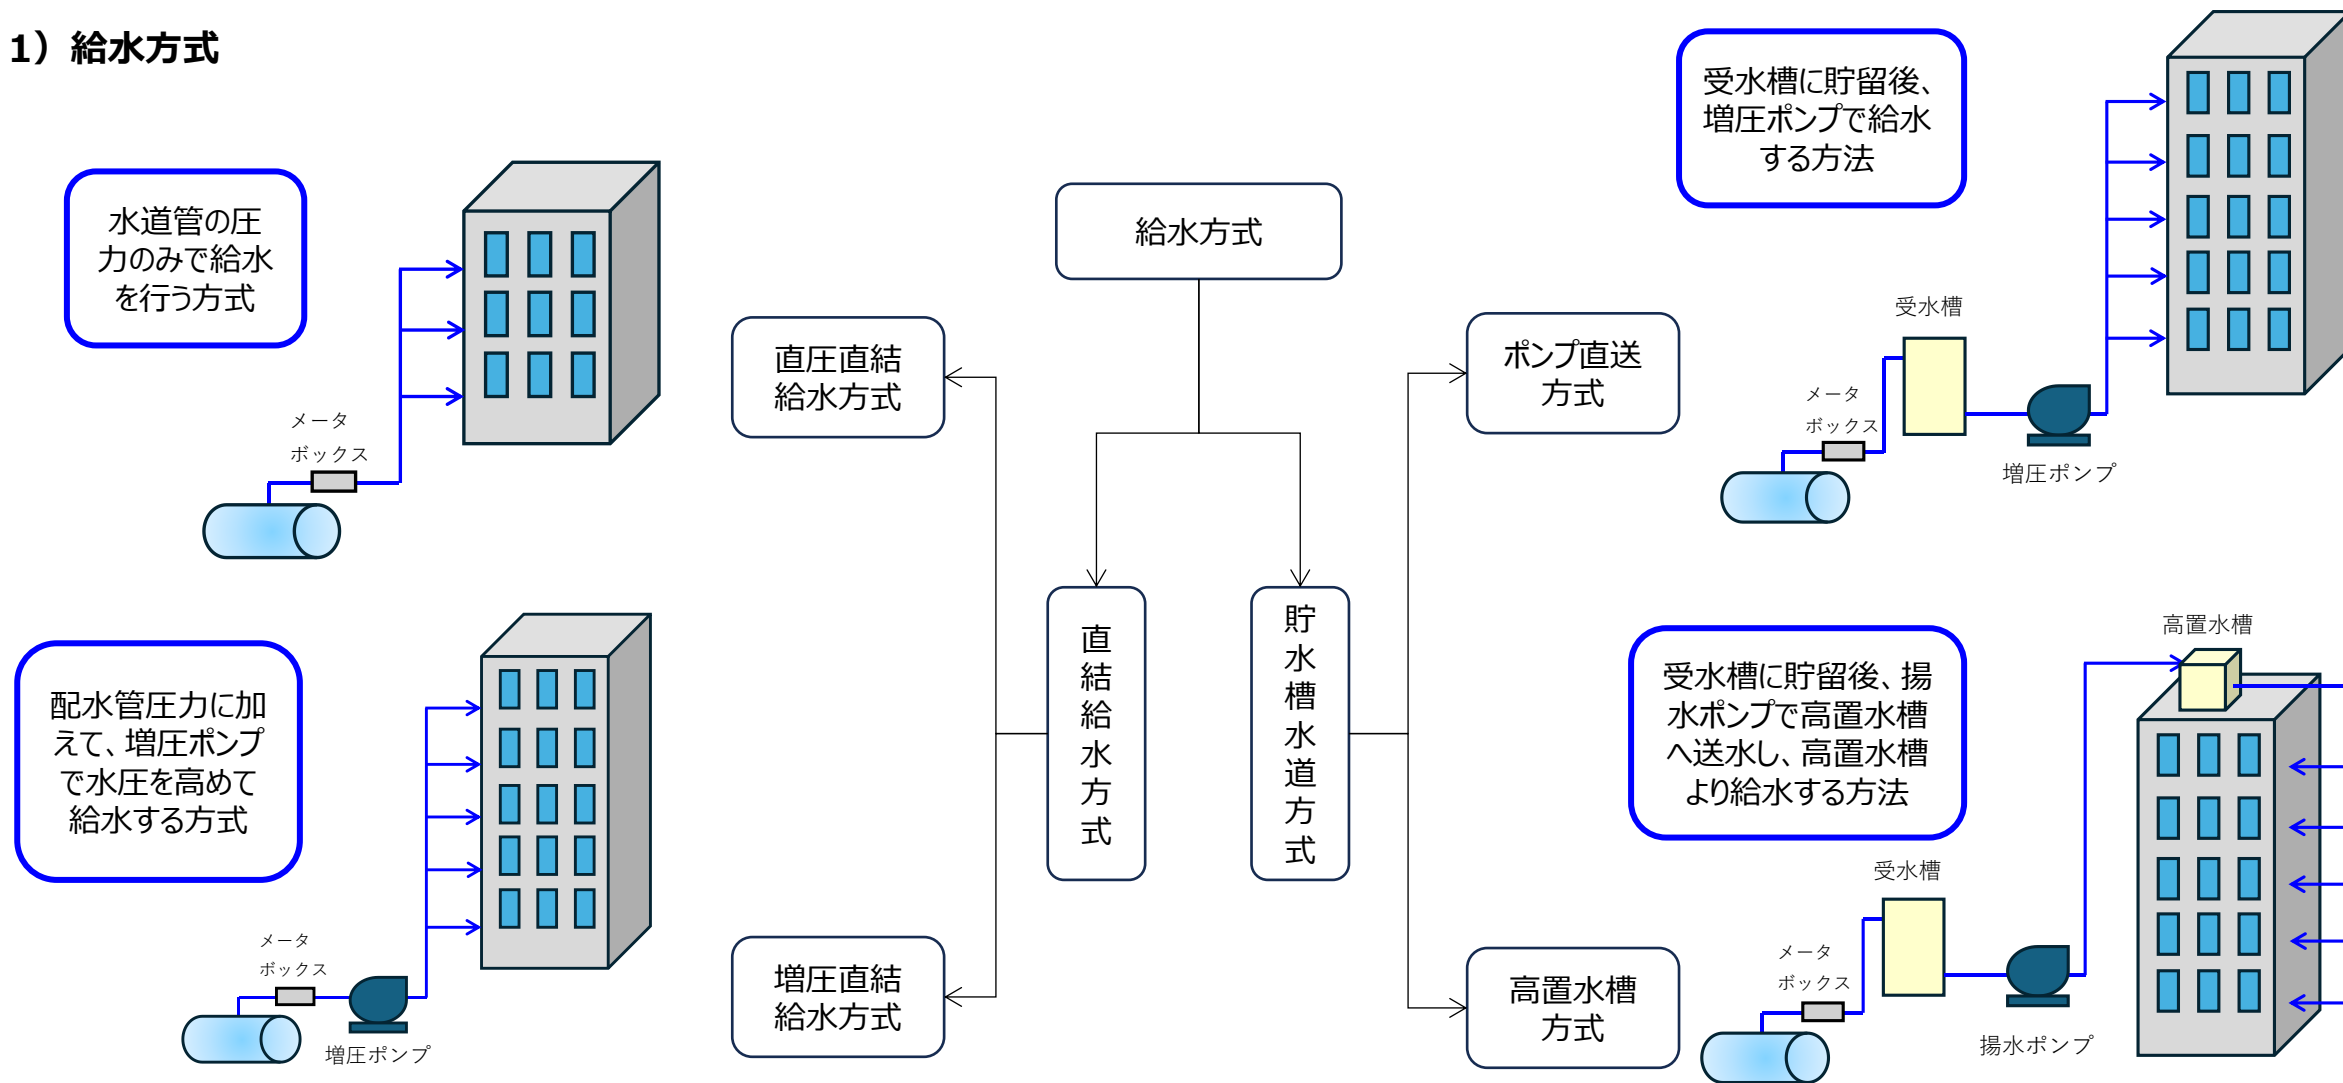 1）給水方式
水道管の圧
力のみで給水
を行う方式
メータ
ボックス
配水管圧力に加
えて、増圧ポンプ
で水圧を高めて
給水する方式
メータ
ボックス
増圧ポンプ
給水方式
直圧直結
給水方式
増圧直結
給水方式
直結給水方式
貯水槽水道方式
ポンプ直送
方式
高置水槽
方式
受水槽に貯留後、
増圧ポンプで給水
する方法
受水槽
メータ
ボックス
増圧ポンプ
高置水槽
受水槽に貯留後、揚
水ポンプで高置水槽
へ送水し、高置水槽
より給水する方法
受水槽
メータ
ボックス
揚水ポンプ